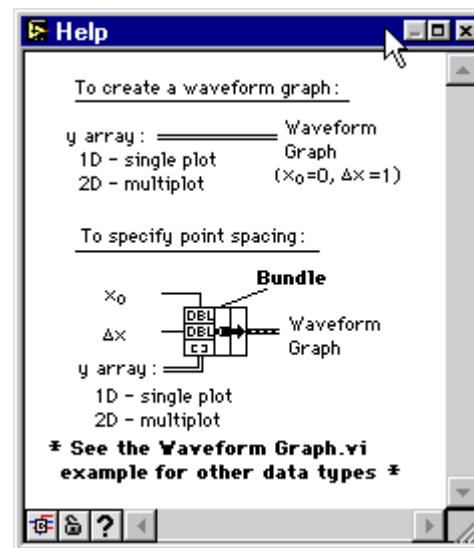 Help
To create a waveform graph:
y array:
1D - single plot
2D - multiplot
Waveform
Graph
(x₀=0, Δx=1)
To specify point spacing:
Bundle
x₀
Δx
y array:
DBL
DBL
[ ]
Waveform
Graph
1D - single plot
2D - multiplot
* See the Waveform Graph.vi
example for other data types *
?